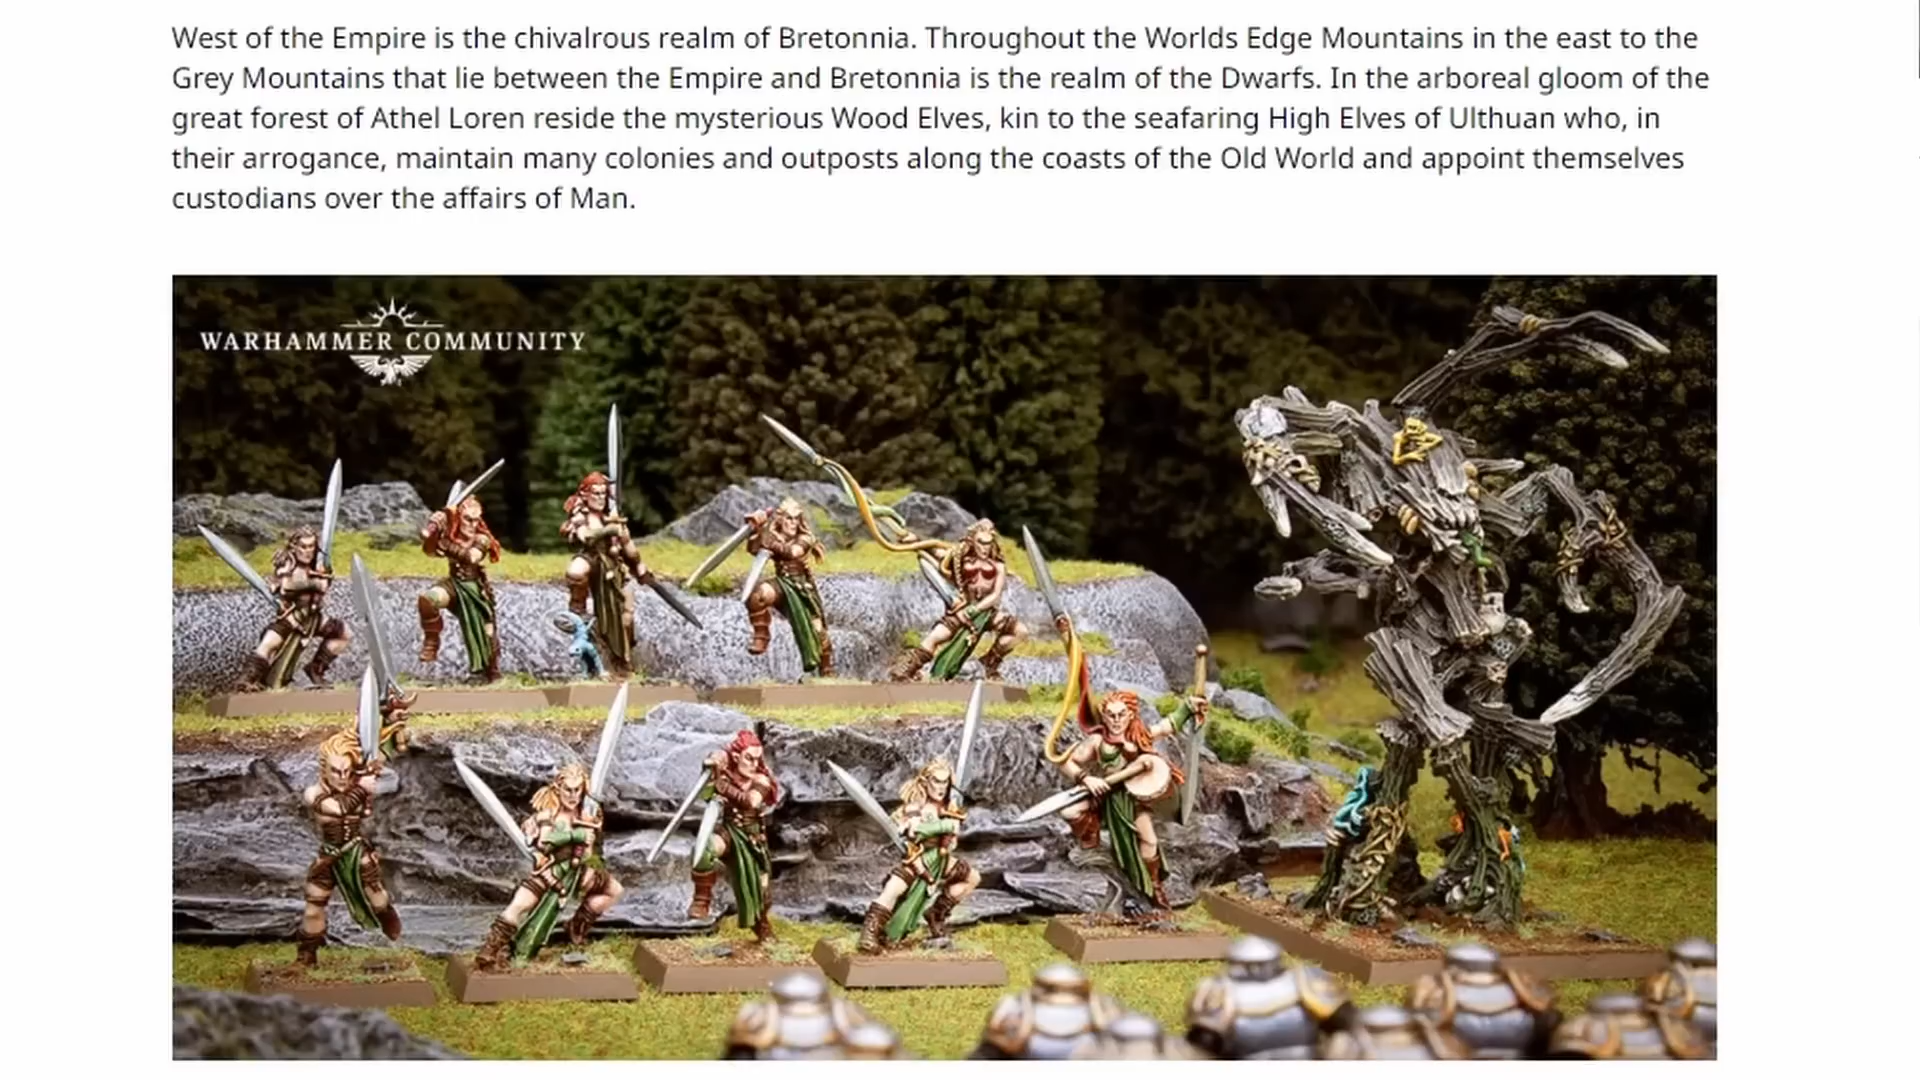 West of the Empire is the chivalrous realm of Bretonnia. Throughout the Worlds Edge Mountains in the east to the
Grey Mountains that lie between the Empire and Bretonnia is the realm of the Dwarfs. In the arboreal gloom of the
great forest of Athel Loren reside the mysterious Wood Elves, kin to the seafaring High Elves of Ulthuan who, in
their arrogance, maintain many colonies and outposts along the coasts of the Old World and appoint themselves
custodians over the affairs of Man.
WARHAMMER COMMUNITY